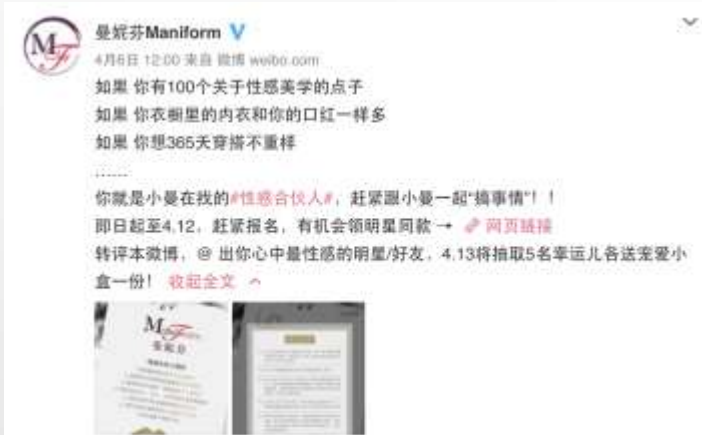 曼妮芬Maniform
4月6日 12:00 来自 微博 weibo.com
如果 你有100个关于性感美学的点子
如果 你衣橱里的内衣和你的口红一样多
如果 你想365天穿搭不重样
......
你就是小曼在找的#性感合伙人#，赶紧跟小曼一起“搞事情”！！
即日起至4.12，赶紧报名，有机会领明星同款→ 网页链接
转评本微博，@ 出你心中最性感的明星/好友，4.13将抽取5名幸运儿各送宠爱小
盒一份！ 收起全文
曼妮芬